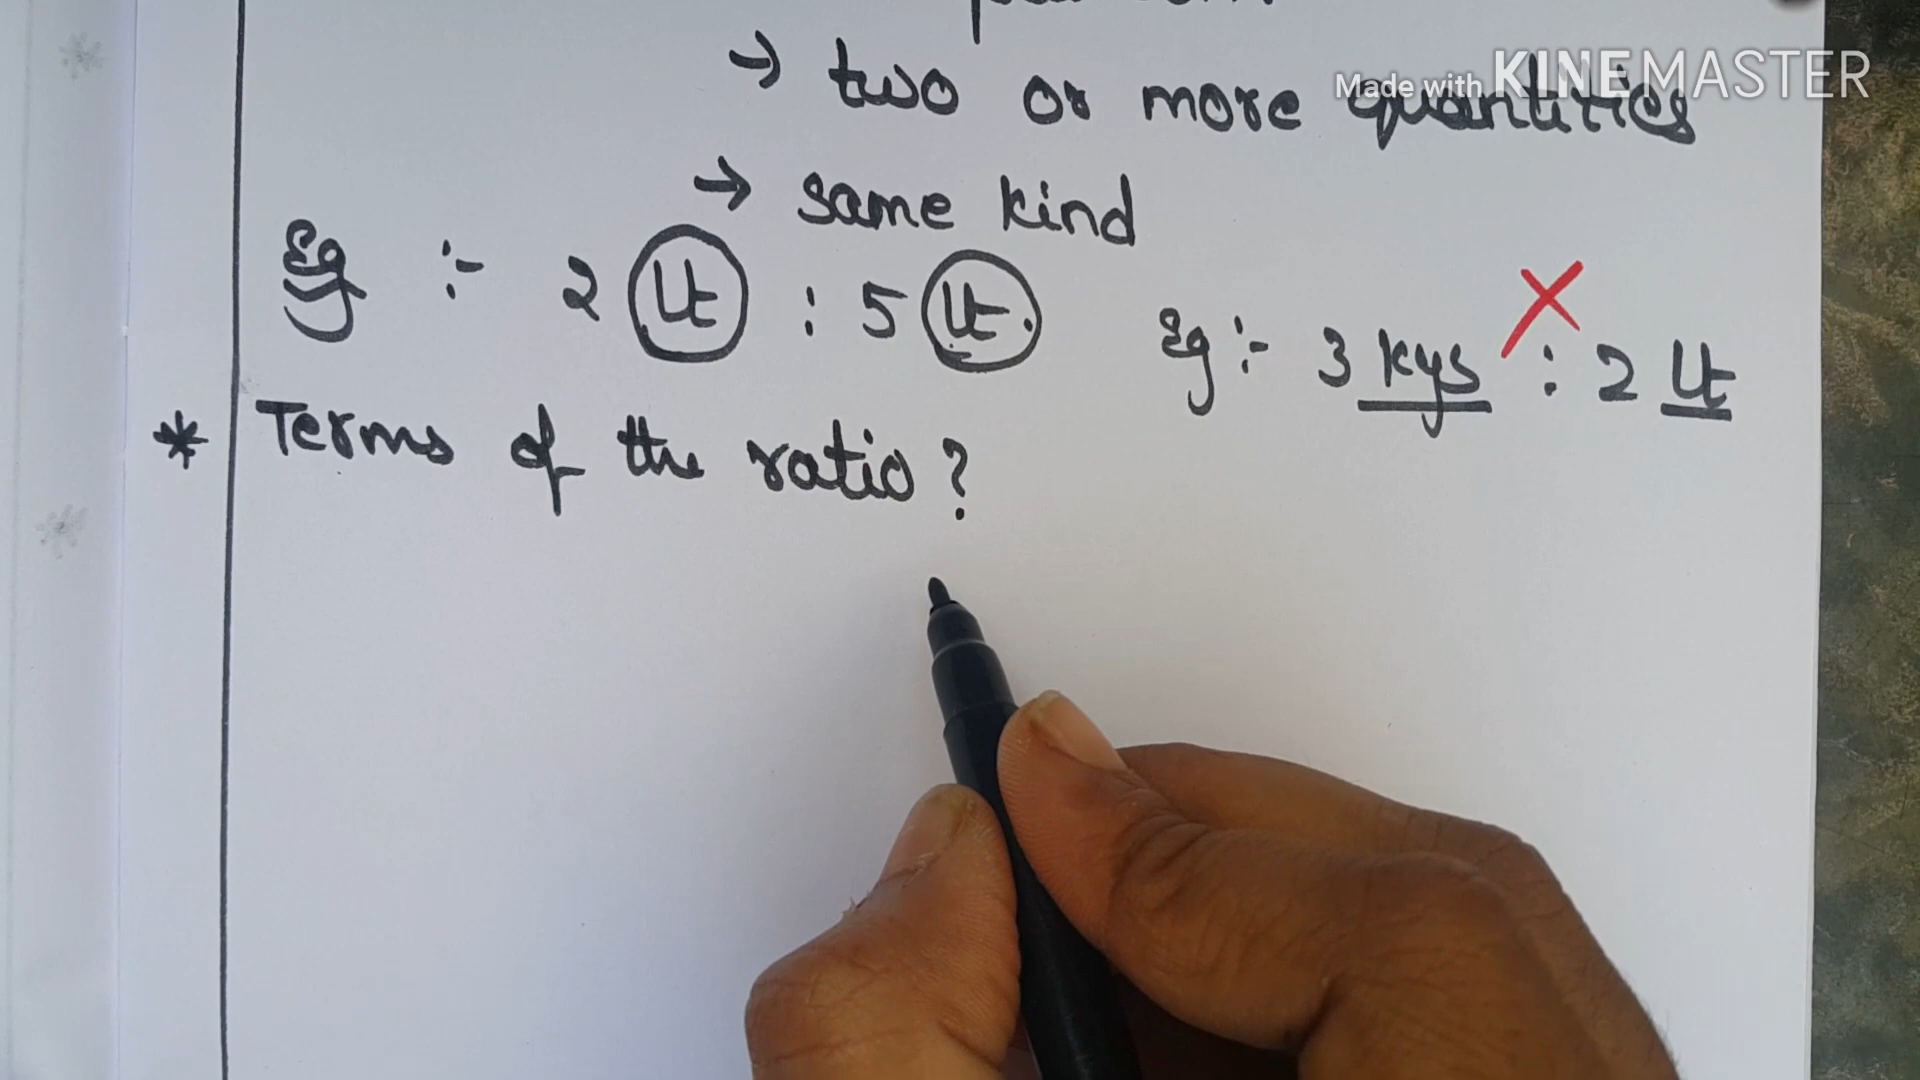 Made with KINEMASTER
→ two or more quantities
→ same kind
Eg :- 2 lt : 5 lt.
Eg :- 3 kgs : 2 lt
* Terms of the ratio ?